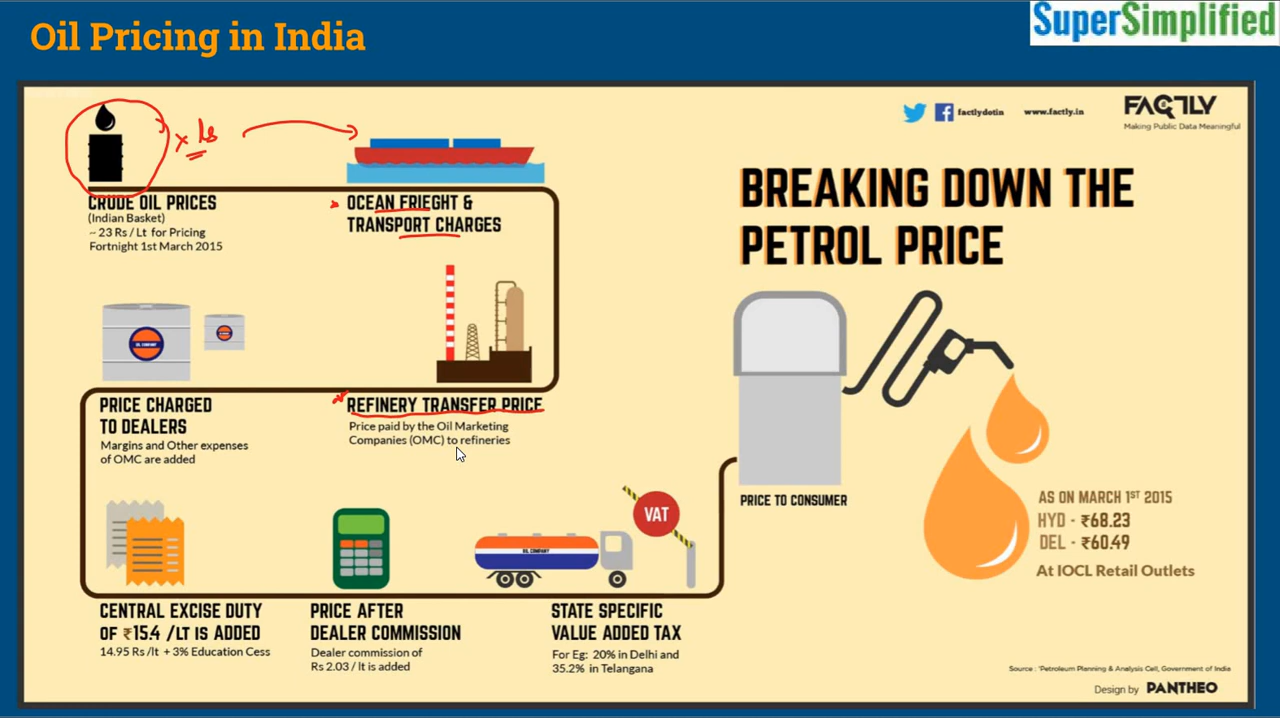 Oil Pricing in India
SuperSimplified
factlydotin
www.factly.in
FACTLY
Making Public Data Meaningful
BREAKING DOWN THE
PETROL PRICE
CRUDE OIL PRICES
(Indian Basket)
~ 23 Rs / Lt for Pricing
Fortnight 1st March 2015
OCEAN FRIEGHT &
TRANSPORT CHARGES
REFINERY TRANSFER PRICE
Price paid by the Oil Marketing
Companies (OMC) to refineries
OIL COMPANY
PRICE CHARGED
TO DEALERS
Margins and Other expenses
of OMC are added
CENTRAL EXCISE DUTY
OF ₹15.4 /LT IS ADDED
14.95 Rs /lt + 3% Education Cess
PRICE AFTER
DEALER COMMISSION
Dealer commission of
Rs 2.03 / lt is added
OIL COMPANY
VAT
STATE SPECIFIC
VALUE ADDED TAX
For Eg: 20% in Delhi and
35.2% in Telangana
PRICE TO CONSUMER
AS ON MARCH 1ST 2015
HYD - ₹68.23
DEL - ₹60.49
At IOCL Retail Outlets
Source : 'Petroleum Planning & Analysis Cell, Government of India
Design by PANTHEO